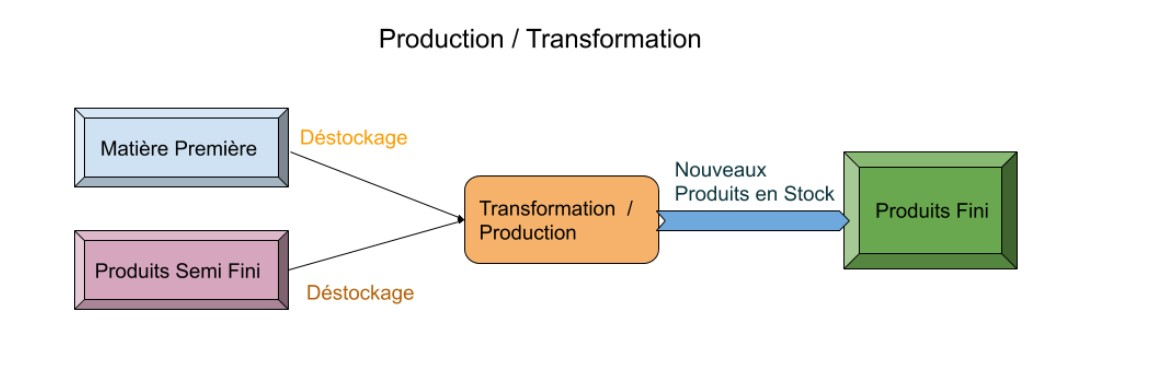 Production / Transformation
Matière Première
Déstockage
Nouveaux
Produits en Stock
Transformation /
Production
Produits Fini
Produits Semi Fini
Déstockage